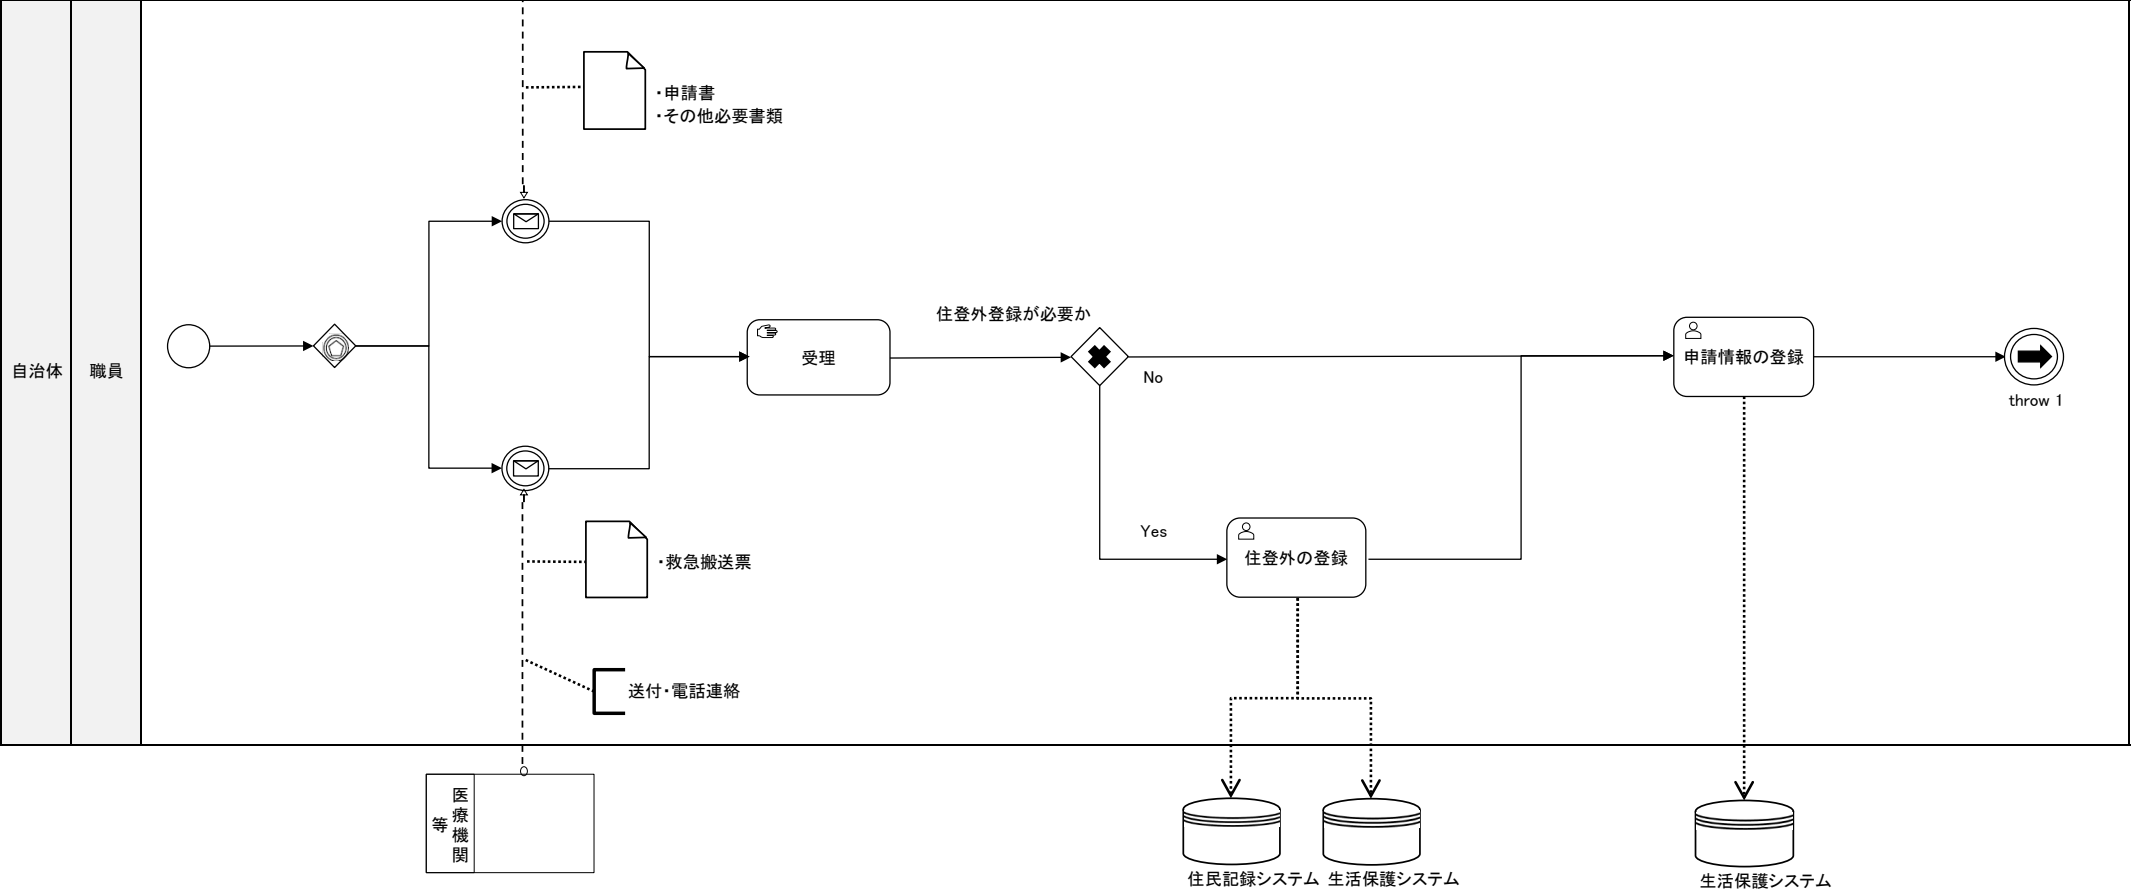 ・申請書
・その他必要書類
住登外登録が必要か
自治体
職員
受理
No
申請情報の登録
throw 1
Yes
住登外の登録
・救急搬送票
送付・電話連絡
医療機関
等
住民記録システム
生活保護システム
生活保護システム